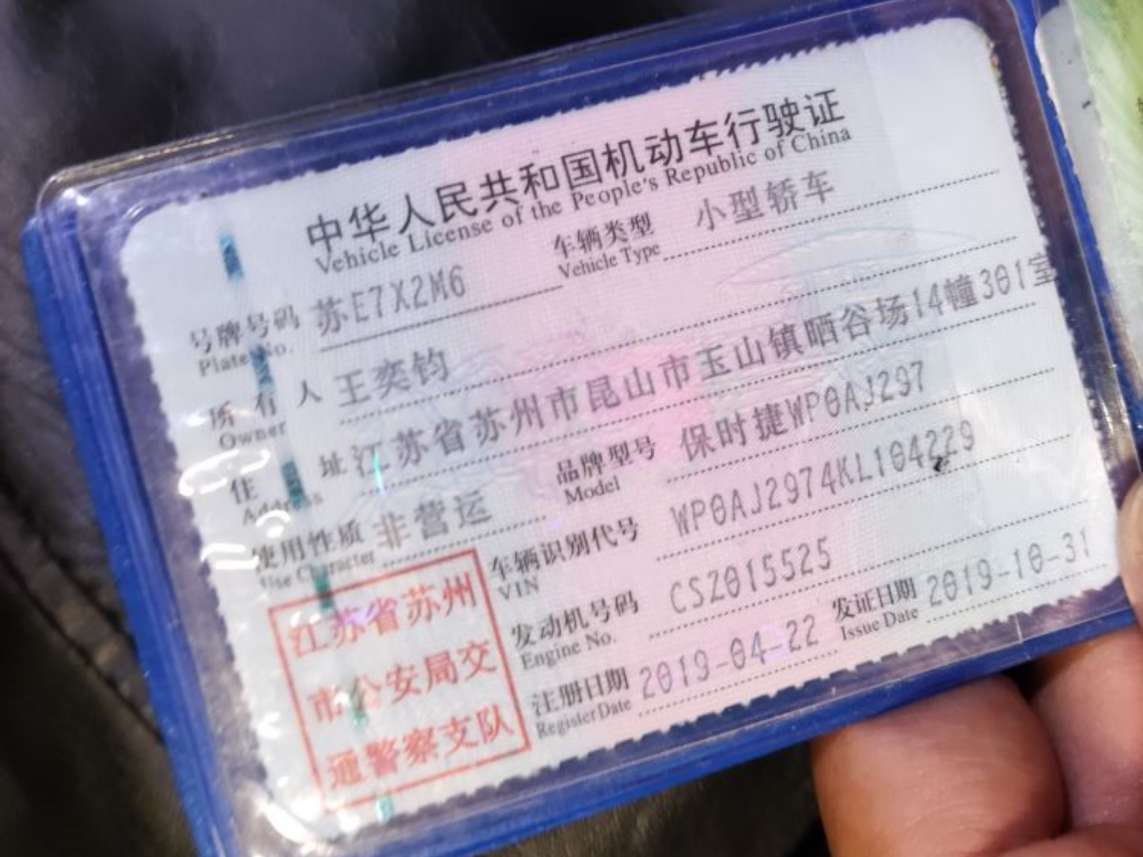 中华人民共和国机动车行驶证
Vehicle License of the People's Republic of China
号牌号码 苏E7X2M6 车辆类型 小型轿车
Plate No. Vehicle Type
所有人 王奕钧
Owner
住址 江苏省苏州市昆山市玉山镇晒谷场14幢301室
Address
使用性质 非营运 品牌型号 保时捷WP0AJ297
Use Character Model
车辆识别代号 WP0AJ2974KL104229
VIN
发动机号码 CSZ015525
Engine No.
注册日期 2019-04-22 发证日期 2019-10-31
Register Date Issue Date
江苏省苏州
市公安局交
通警察支队